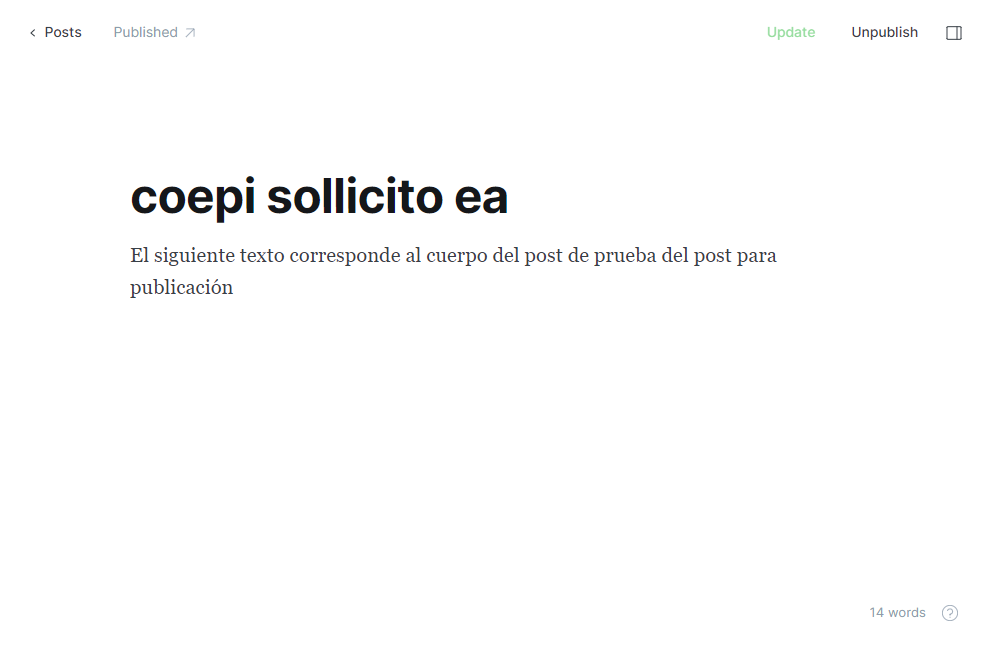 Posts
Published
Update
Unpublish
coepi sollicito ea
El siguiente texto corresponde al cuerpo del post de prueba del post para
publicación
14 words
?